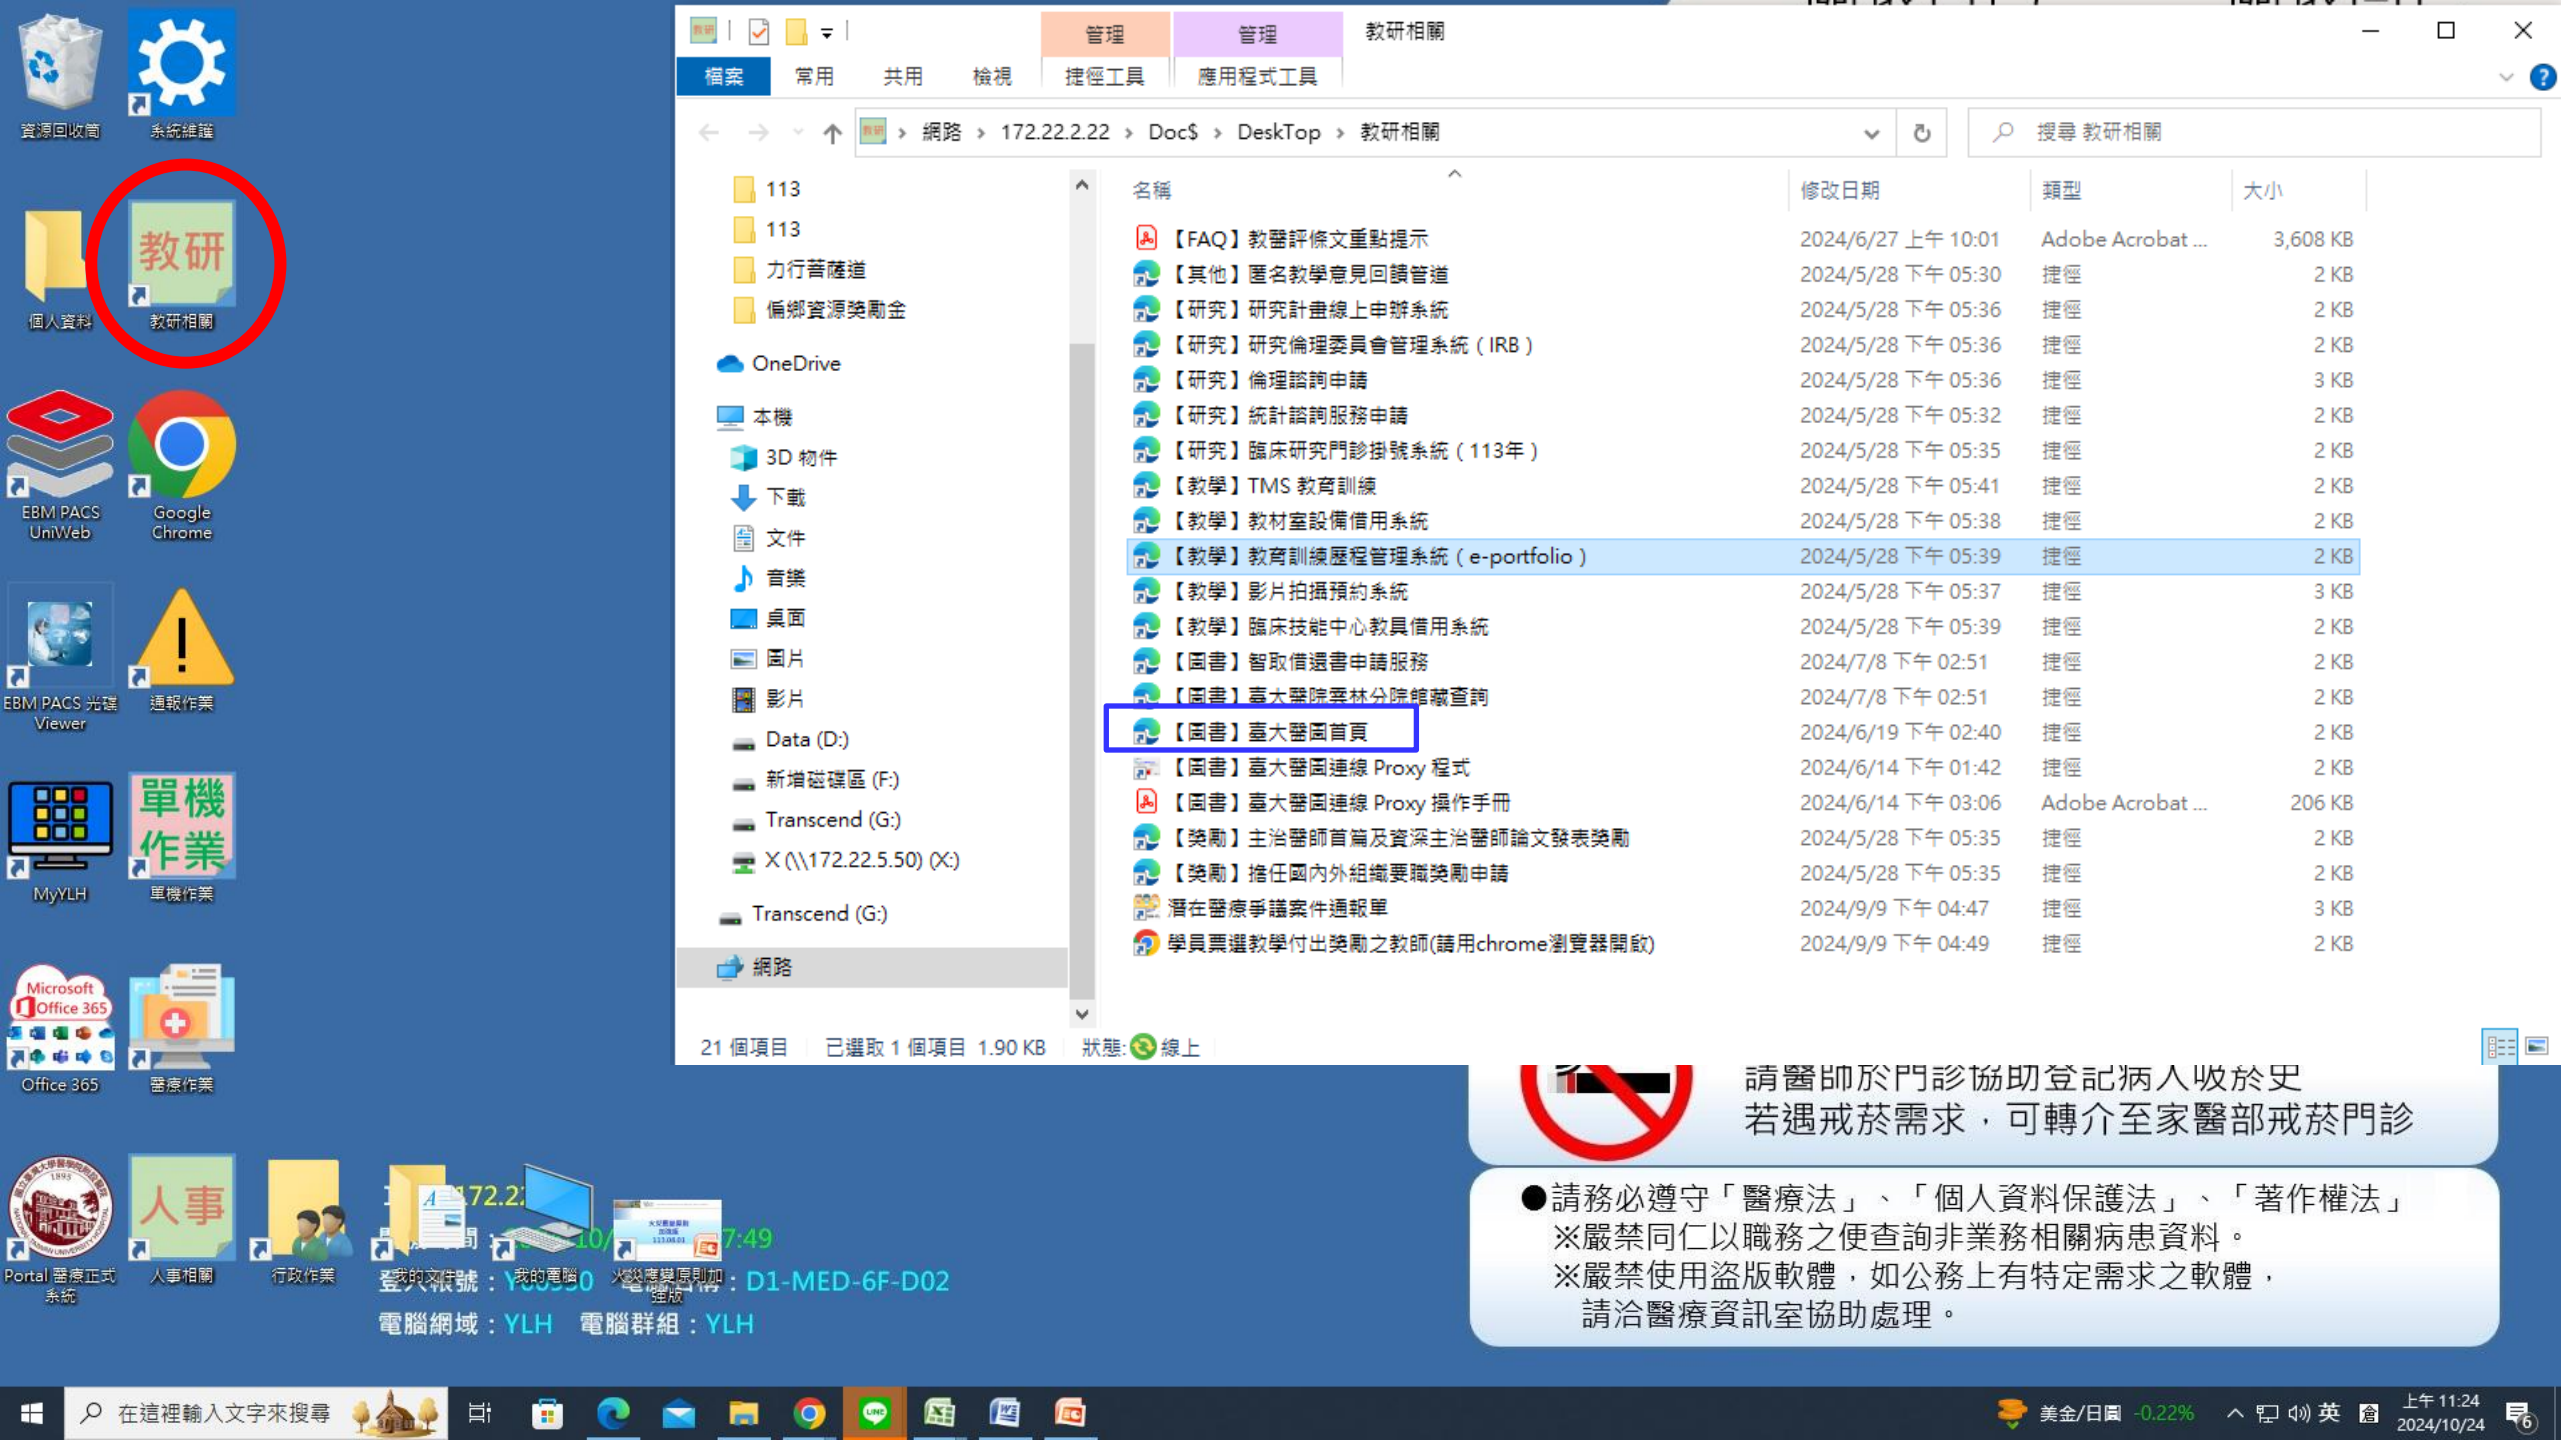 資源回收筒
系統維護
教研
個人資料
教研相關
EBM PACS UniWeb
Google Chrome
EBM PACS 光碟 Viewer
通報作業
單機作業
MyYLH
單機作業
Microsoft Office 365
Office 365
醫療作業
1895
人事
Portal 醫療正式系統
人事相關
行政作業
我的文件
我的電腦
火災應變原則加強版
172.22
7:49
: D1-MED-6F-D02
電腦網域 : YLH 電腦群組 : YLH
管理 管理 教研相關
檔案 常用 共用 檢視 捷徑工具 應用程式工具
網路 › 172.22.2.22 › Doc$ › DeskTop › 教研相關
搜尋 教研相關
113
113
力行菩薩道
偏鄉資源獎勵金
OneDrive
本機
3D 物件
下載
文件
音樂
桌面
圖片
影片
Data (D:)
新增磁碟區 (F:)
Transcend (G:)
X (\\172.22.5.50) (X:)
Transcend (G:)
網路
名稱 修改日期 類型 大小
【FAQ】教醫評條文重點提示 2024/6/27 上午 10:01 Adobe Acrobat ... 3,608 KB
【其他】匿名教學意見回饋管道 2024/5/28 下午 05:30 捷徑 2 KB
【研究】研究計畫線上申辦系統 2024/5/28 下午 05:36 捷徑 2 KB
【研究】研究倫理委員會管理系統（IRB） 2024/5/28 下午 05:36 捷徑 2 KB
【研究】倫理諮詢申請 2024/5/28 下午 05:36 捷徑 3 KB
【研究】統計諮詢服務申請 2024/5/28 下午 05:32 捷徑 2 KB
【研究】臨床研究門診掛號系統（113年） 2024/5/28 下午 05:35 捷徑 2 KB
【教學】TMS 教育訓練 2024/5/28 下午 05:41 捷徑 2 KB
【教學】教材室設備借用系統 2024/5/28 下午 05:38 捷徑 2 KB
【教學】教育訓練歷程管理系統（e-portfolio） 2024/5/28 下午 05:39 捷徑 2 KB
【教學】影片拍攝預約系統 2024/5/28 下午 05:37 捷徑 3 KB
【教學】臨床技能中心教具借用系統 2024/5/28 下午 05:39 捷徑 2 KB
【圖書】智取借還書申請服務 2024/7/8 下午 02:51 捷徑 2 KB
【圖書】臺大醫院雲林分院館藏查詢 2024/7/8 下午 02:51 捷徑 2 KB
【圖書】臺大醫圖首頁 2024/6/19 下午 02:40 捷徑 2 KB
【圖書】臺大醫圖連線 Proxy 程式 2024/6/14 下午 01:42 捷徑 2 KB
【圖書】臺大醫圖連線 Proxy 操作手冊 2024/6/14 下午 03:06 Adobe Acrobat ... 206 KB
【獎勵】主治醫師首篇及資深主治醫師論文發表獎勵 2024/5/28 下午 05:35 捷徑 2 KB
【獎勵】擔任國內外組織要職獎勵申請 2024/5/28 下午 05:35 捷徑 2 KB
潛在醫療爭議案件通報單 2024/9/9 下午 04:47 捷徑 3 KB
學員票選教學付出獎勵之教師(請用chrome瀏覽器開啟) 2024/9/9 下午 04:49 捷徑 2 KB
21 個項目 已選取 1 個項目 1.90 KB 狀態: 線上
請醫師於門診協助登記病人吸菸史
若遇戒菸需求，可轉介至家醫部戒菸門診
●請務必遵守「醫療法」、「個人資料保護法」、「著作權法」
※嚴禁同仁以職務之便查詢非業務相關病患資料。
※嚴禁使用盜版軟體，如公務上有特定需求之軟體，
請洽醫療資訊室協助處理。
在這裡輸入文字來搜尋
LINE
美金/日圓 -0.22%
英 倉
上午 11:24
2024/10/24
6